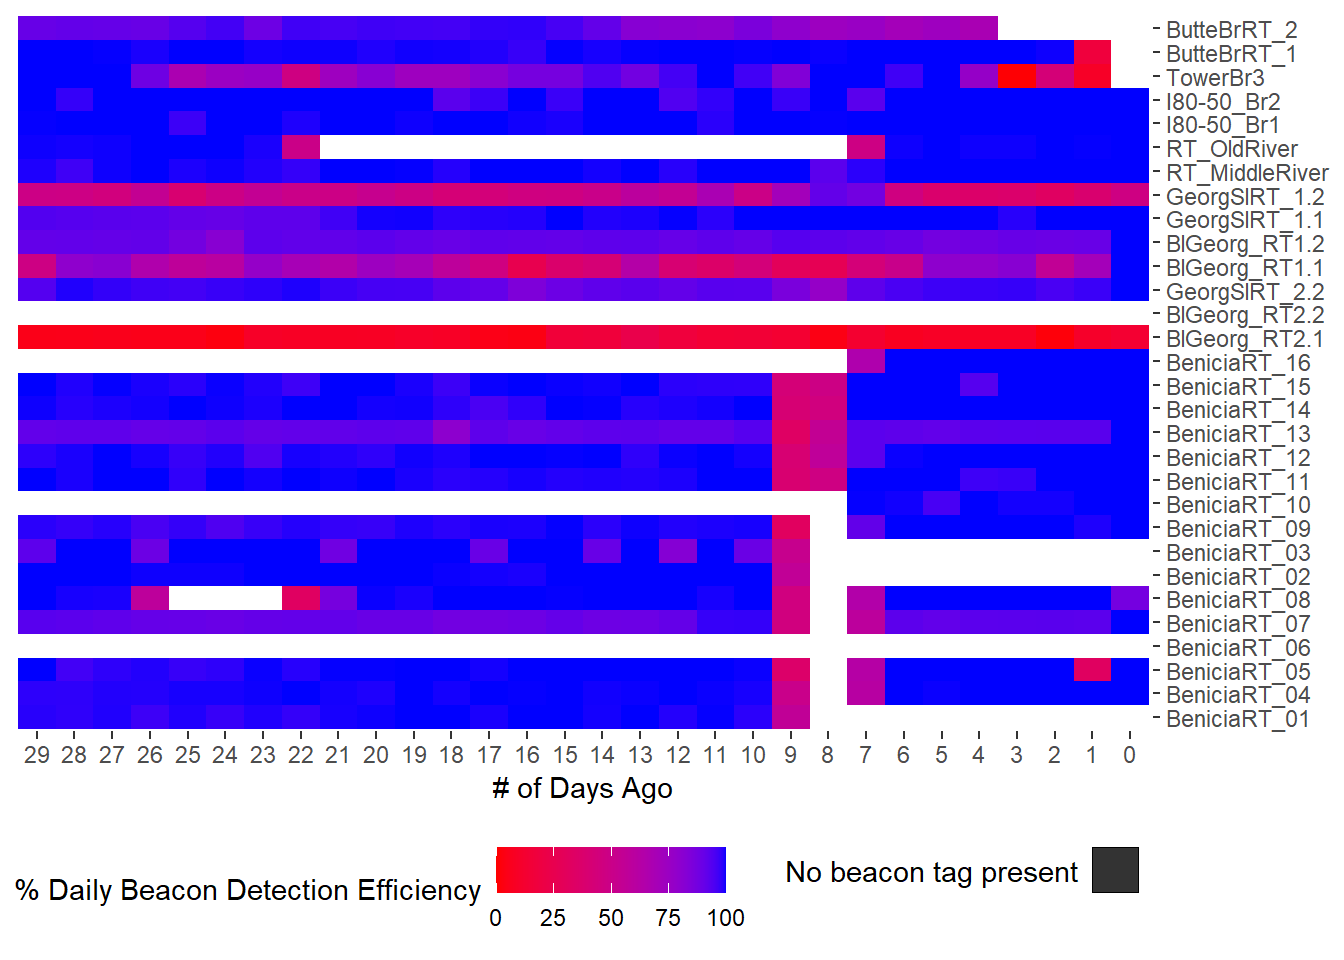 ButteBrRT_2
ButteBrRT_1
TowerBr3
I80-50_Br2
I80-50_Br1
RT_OldRiver
RT_MiddleRiver
GeorgSlRT_1.2
GeorgSlRT_1.1
BlGeorg_RT1.2
BlGeorg_RT1.1
GeorgSlRT_2.2
BlGeorg_RT2.2
BlGeorg_RT2.1
BeniciaRT_16
BeniciaRT_15
BeniciaRT_14
BeniciaRT_13
BeniciaRT_12
BeniciaRT_11
BeniciaRT_10
BeniciaRT_09
BeniciaRT_03
BeniciaRT_02
BeniciaRT_08
BeniciaRT_07
BeniciaRT_06
BeniciaRT_05
BeniciaRT_04
BeniciaRT_01
29 28 27 26 25 24 23 22 21 20 19 18 17 16 15 14 13 12 11 10 9 8 7 6 5 4 3 2 1 0
# of Days Ago
% Daily Beacon Detection Efficiency
0 25 50 75 100
No beacon tag present